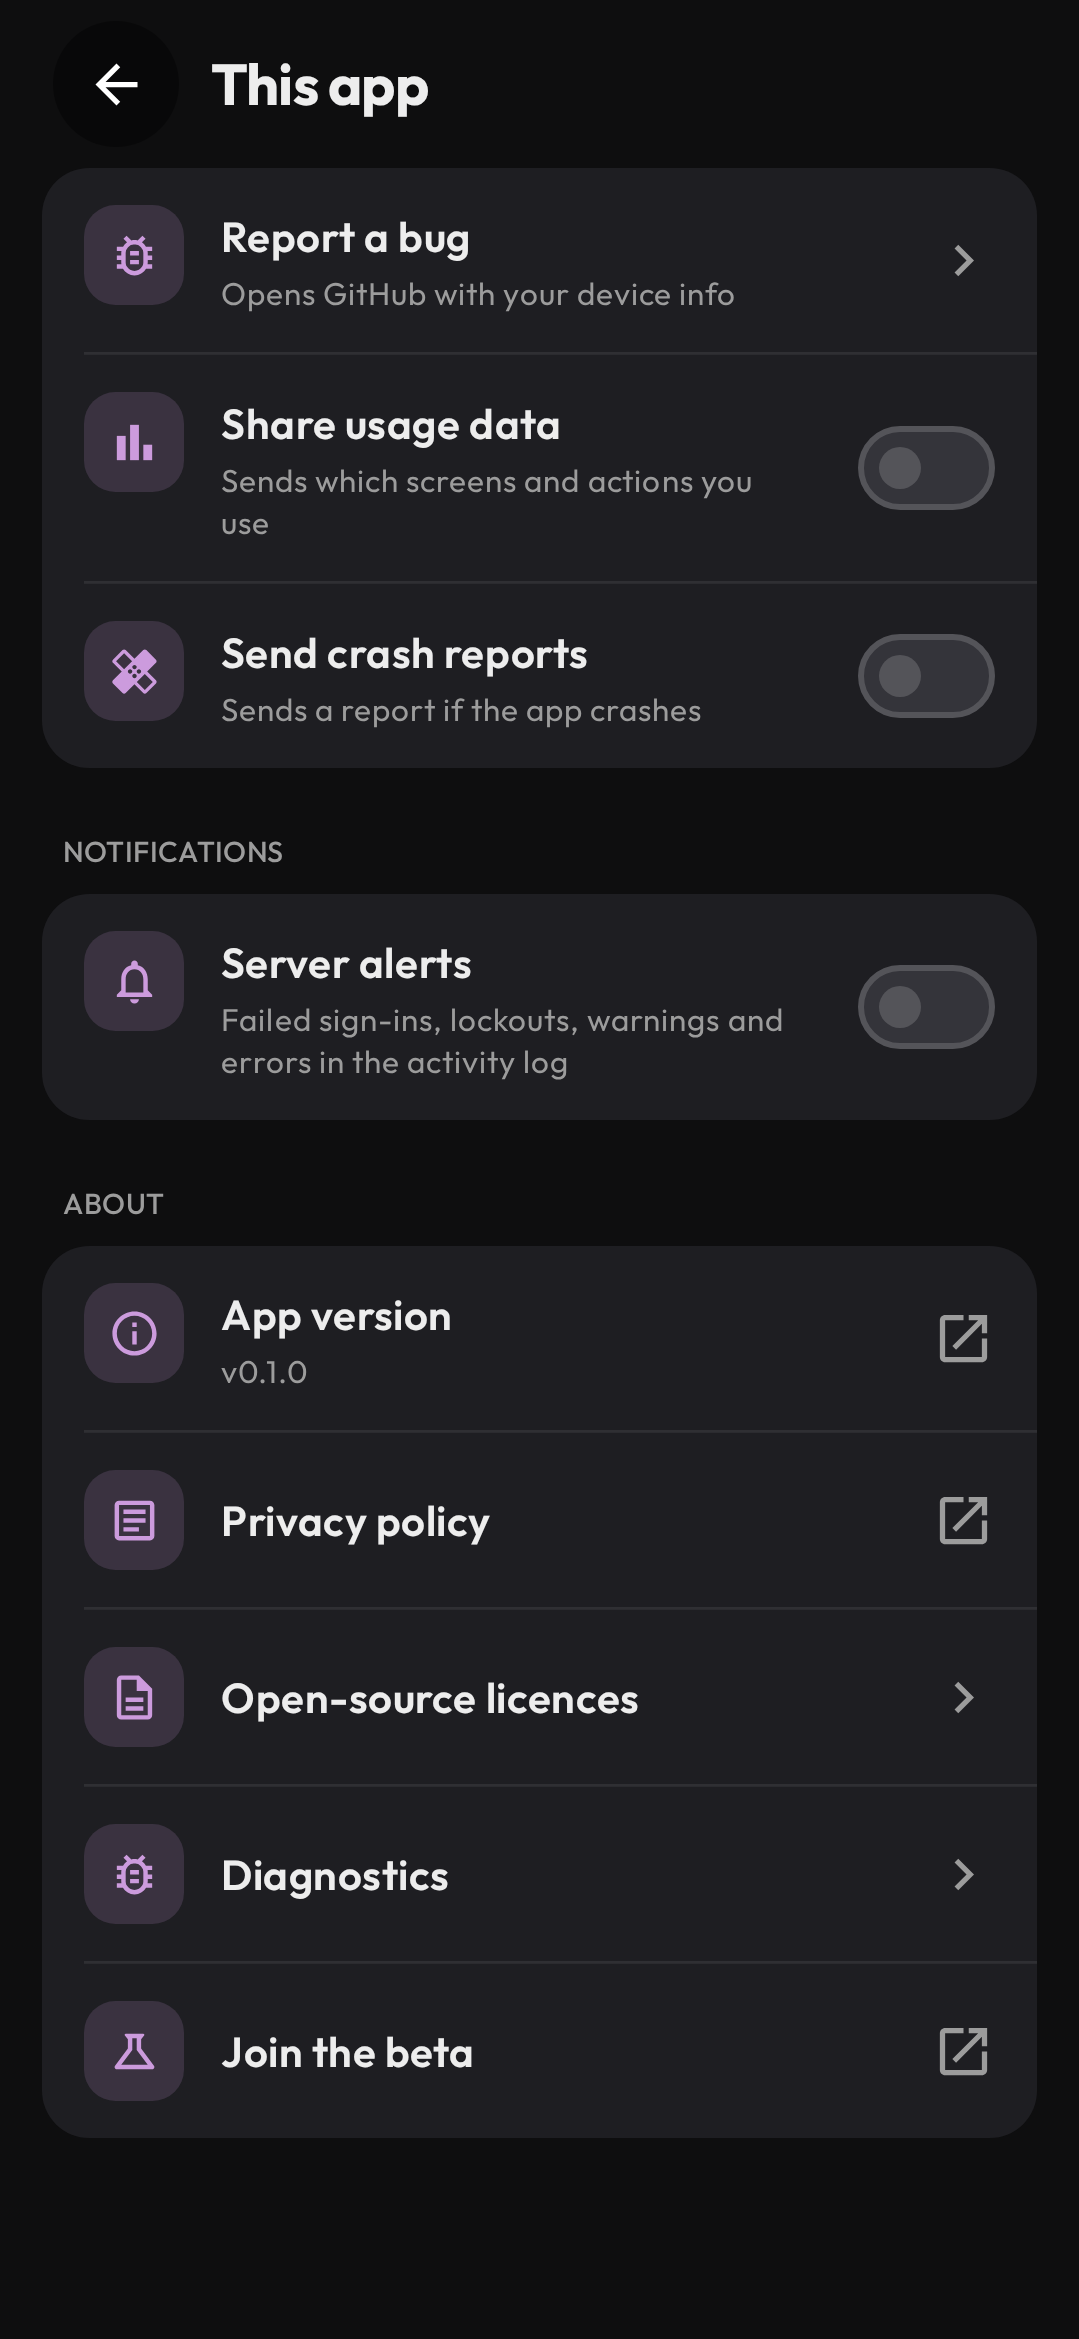 This app
Report a bug
Opens GitHub with your device info
Share usage data
Sends which screens and actions you
use
Send crash reports
Sends a report if the app crashes
NOTIFICATIONS
Server alerts
Failed sign-ins, lockouts, warnings and
errors in the activity log
ABOUT
App version
v0.1.0
Privacy policy
Open-source licences
Diagnostics
Join the beta